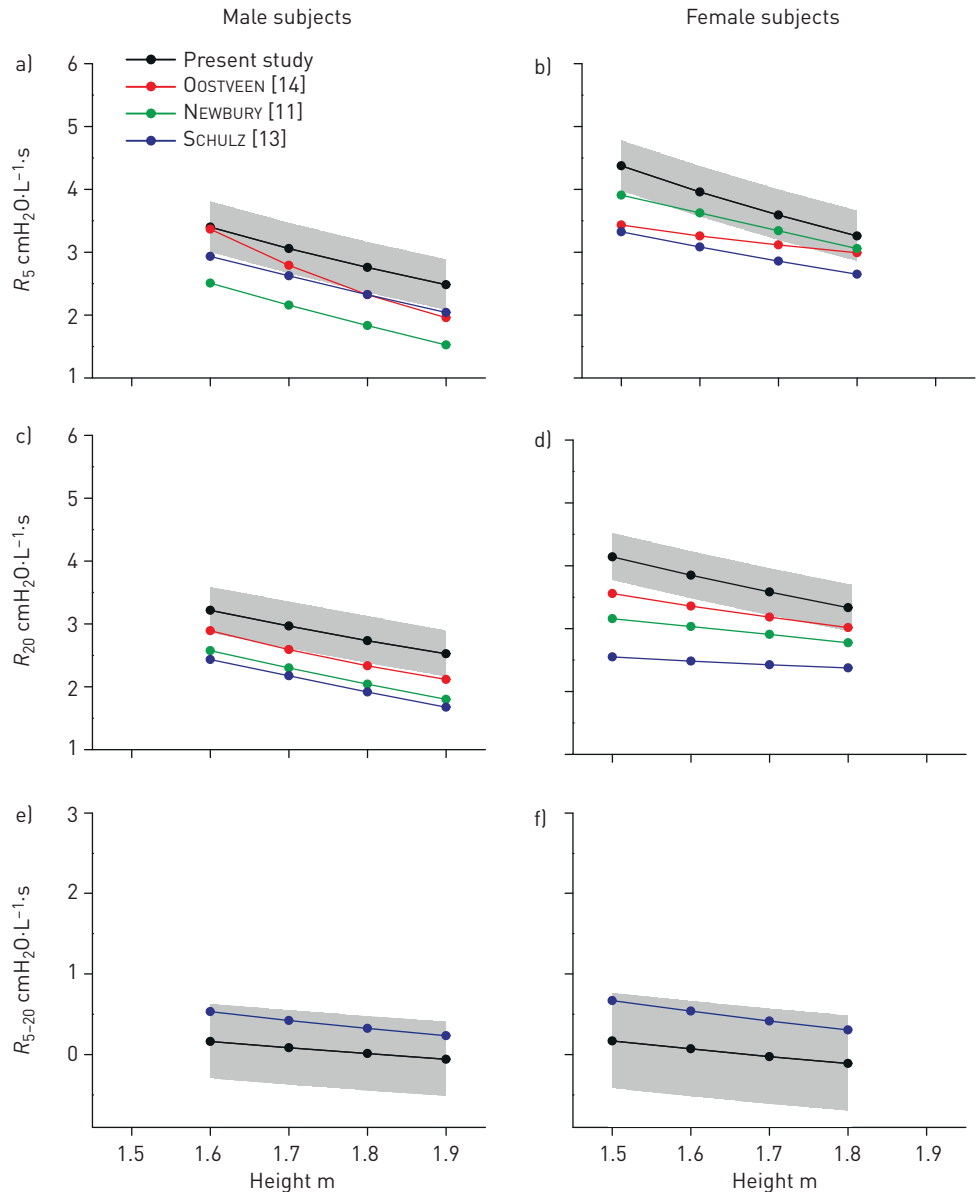 Male subjects
Female subjects
a)
6
5
4
3
2
1
R5 cmH2O·L−1·s
Present study
OOSTVEEN [14]
NEWBURY [11]
SCHULZ [13]
b)
c)
6
5
4
3
2
1
R20 cmH2O·L−1·s
d)
e)
3
2
1
0
R5–20 cmH2O·L−1·s
f)
1.5 1.6 1.7 1.8 1.9
Height m
1.5 1.6 1.7 1.8 1.9
Height m